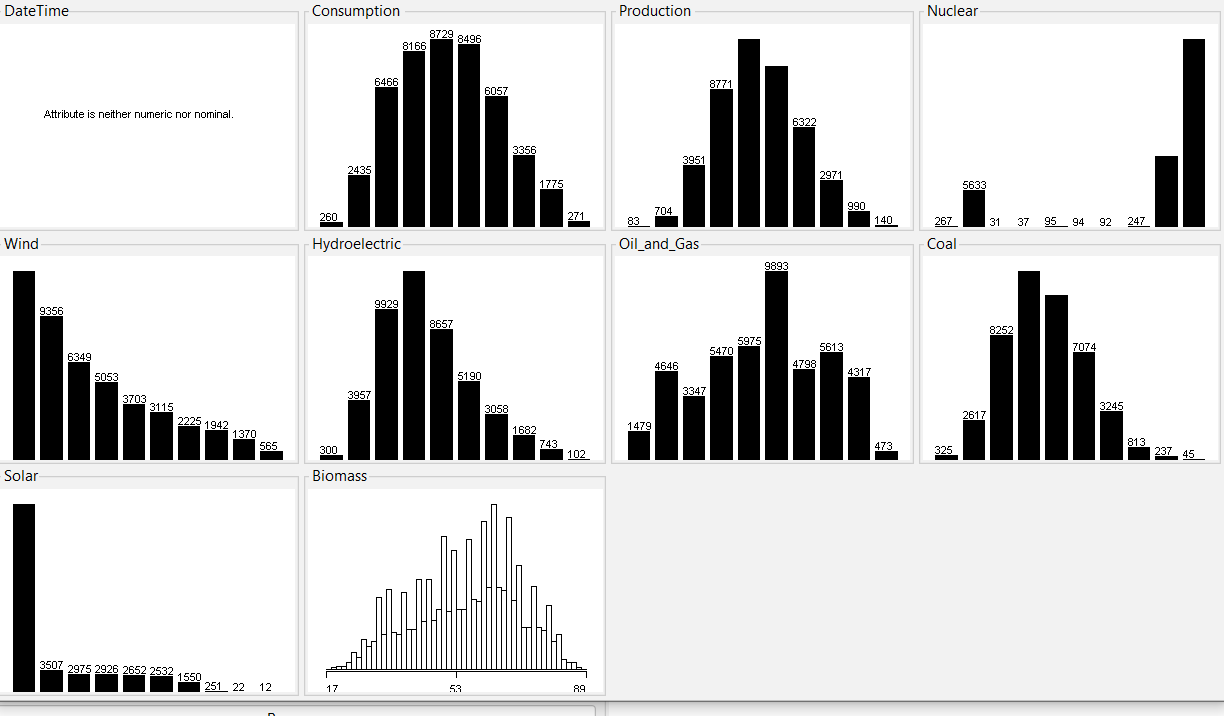 DateTime
Attribute is neither numeric nor nominal.
Consumption
260 2435 6466 8166 8729 8496 6057 3356 1775 271
Production
83 704 3951 8771 6322 2971 990 140
Nuclear
267 5633 31 37 95 94 92 247
Wind
9356 6349 5053 3703 3115 2225 1942 1370 565
Hydroelectric
300 3957 9929 8657 5190 3058 1682 743 102
Oil_and_Gas
1479 4646 3347 5470 5975 9893 4798 5613 4317 473
Coal
325 2617 8252 7074 3245 813 237 45
Solar
3507 2975 2926 2652 2532 1550 251 22 12
Biomass
17 53 89